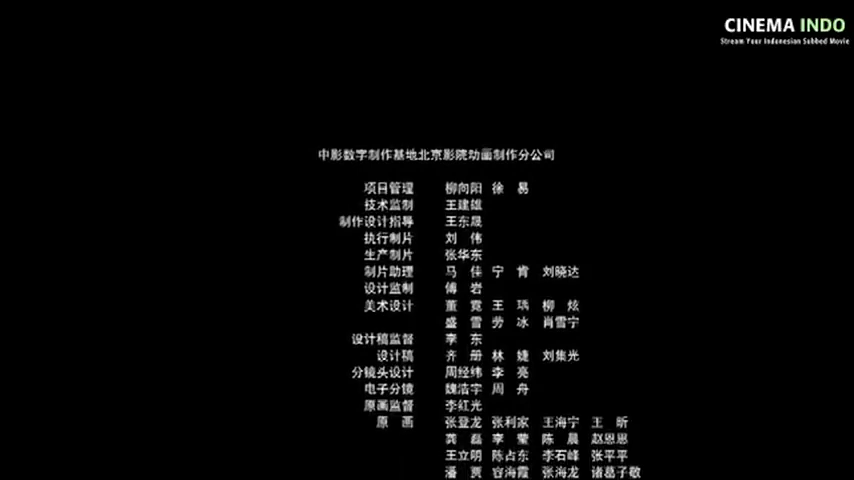 CINEMA INDO
Stream Your Indonesian Subbed Movie
中影数字制作基地北京影院动画制作分公司
项目管理 柳向阳 徐 易
技术监制 王建雄
制作设计指导 王东晟
执行制片 刘 伟
生产制片 张华东
制片助理 马 佳 宁 肯 刘晓达
设计监制 傅 岩
美术设计 董 霓 王 瑀 柳 炫
盛 雪 劳 冰 肖雪宁
设计稿监督 李 东
设计稿 齐 册 林 婕 刘集光
分镜头设计 周经纬 李 亮
电子分镜 魏洁宇 周 舟
原画监督 李红光
原 画 张登龙 张利家 王海宁 王 昕
龚 磊 李 莹 陈 晨 赵恩恩
王立明 陈占东 李石峰 张平平
潘 贾 容海霞 张海龙 诸葛子敬